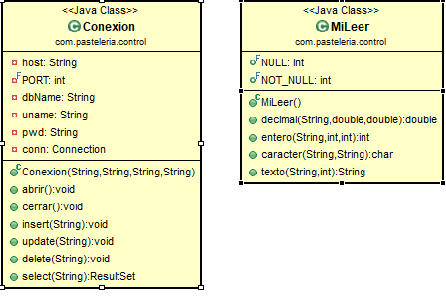 <<Java Class>>
Conexion
com.pasteleria.control
host: String
PORT: int
dbName: String
uname: String
pwd: String
conn: Connection
Conexion(String,String,String,String)
abrir():void
cerrar():void
insert(String):void
update(String):void
delete(String):void
select(String):ResultSet
<<Java Class>>
MiLeer
com.pasteleria.control
NULL: int
NOT_NULL: int
MiLeer()
decimal(String,double,double):double
entero(String,int,int):int
caracter(String,String):char
texto(String,int):String